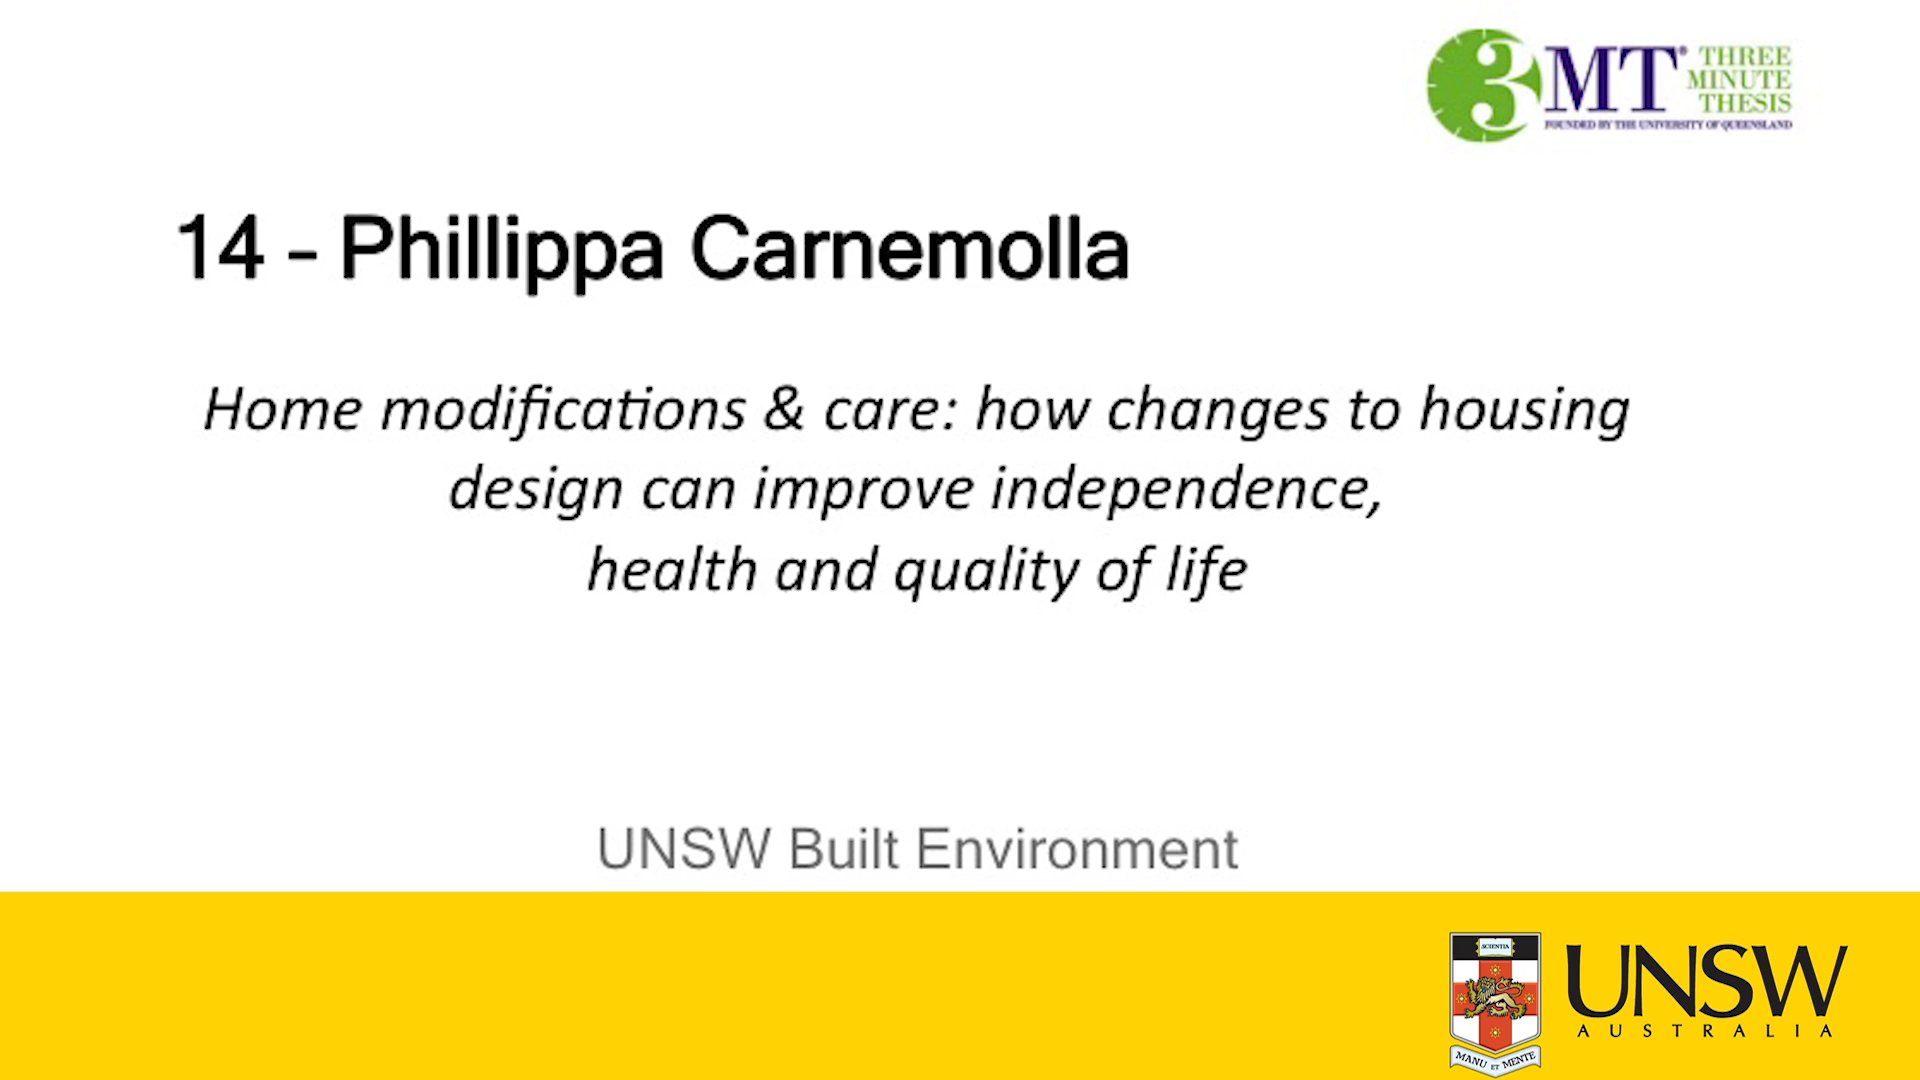 3MT® THREE
MINUTE
THESIS
FOUNDED BY THE UNIVERSITY OF QUEENSLAND
14 - Phillippa Carnemolla
Home modifications & care: how changes to housing
design can improve independence,
health and quality of life
UNSW Built Environment
SCIENTIA
MANU ET MENTE
UNSW
AUSTRALIA